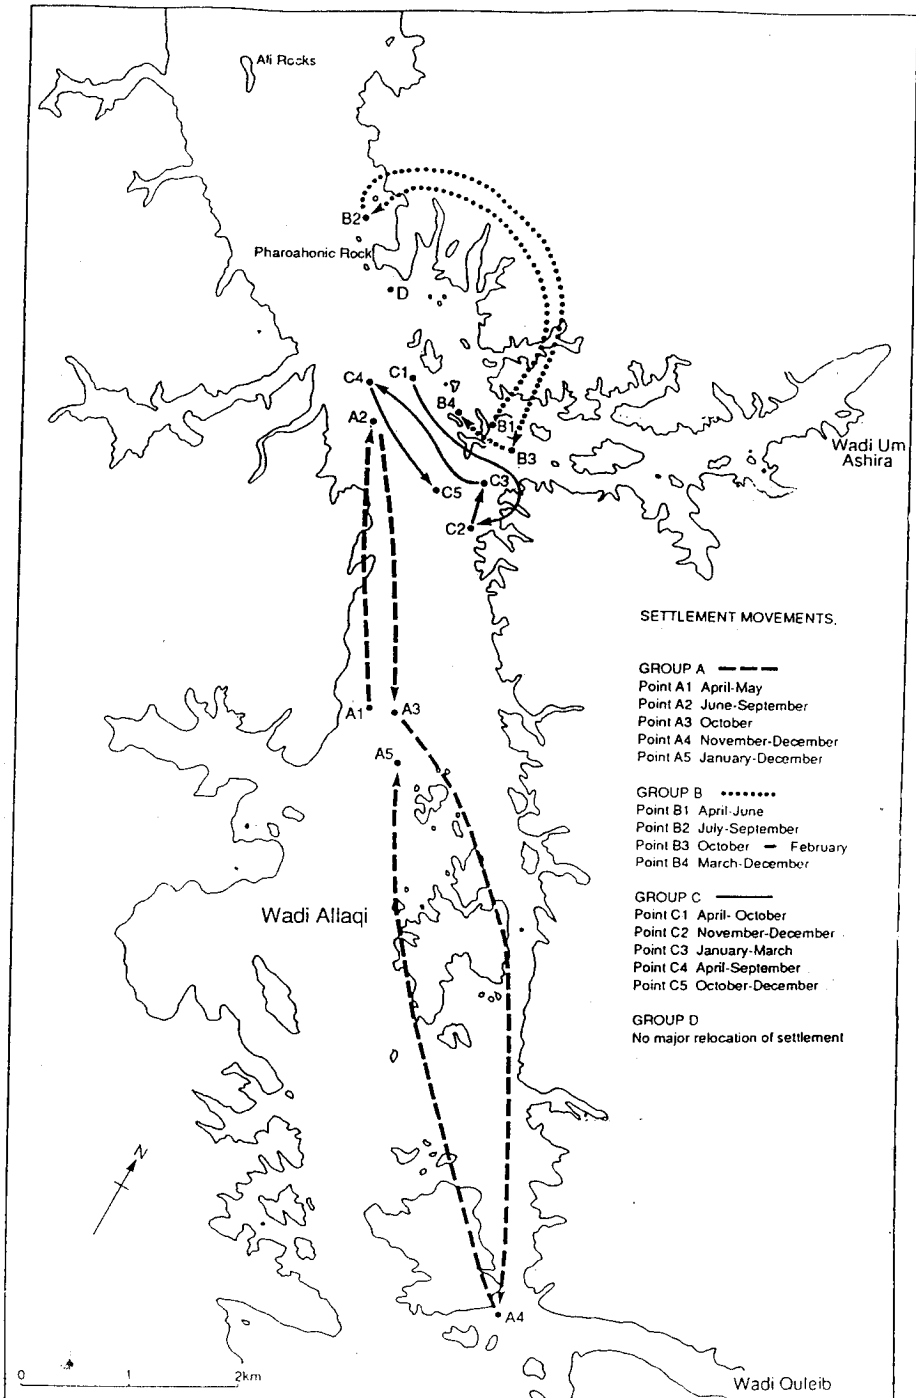 Afi Rocks
B2
Pharoahonic Rock
D
C4
C1
B4
A2
B1
B3
Wadi Um
Ashira
C5
C3
C2
SETTLEMENT MOVEMENTS.
GROUP A
Point A1 April-May
Point A2 June-September
Point A3 October
Point A4 November-December
Point A5 January-December
A1
A3
A5
GROUP B
Point B1 April-June
Point B2 July-September
Point B3 October – February
Point B4 March-December
GROUP C
Point C1 April- October
Point C2 November-December
Point C3 January-March
Point C4 April-September
Point C5 October-December
Wadi Allaqi
GROUP D
No major relocation of settlement
N
A4
0 1 2km
Wadi Quleib